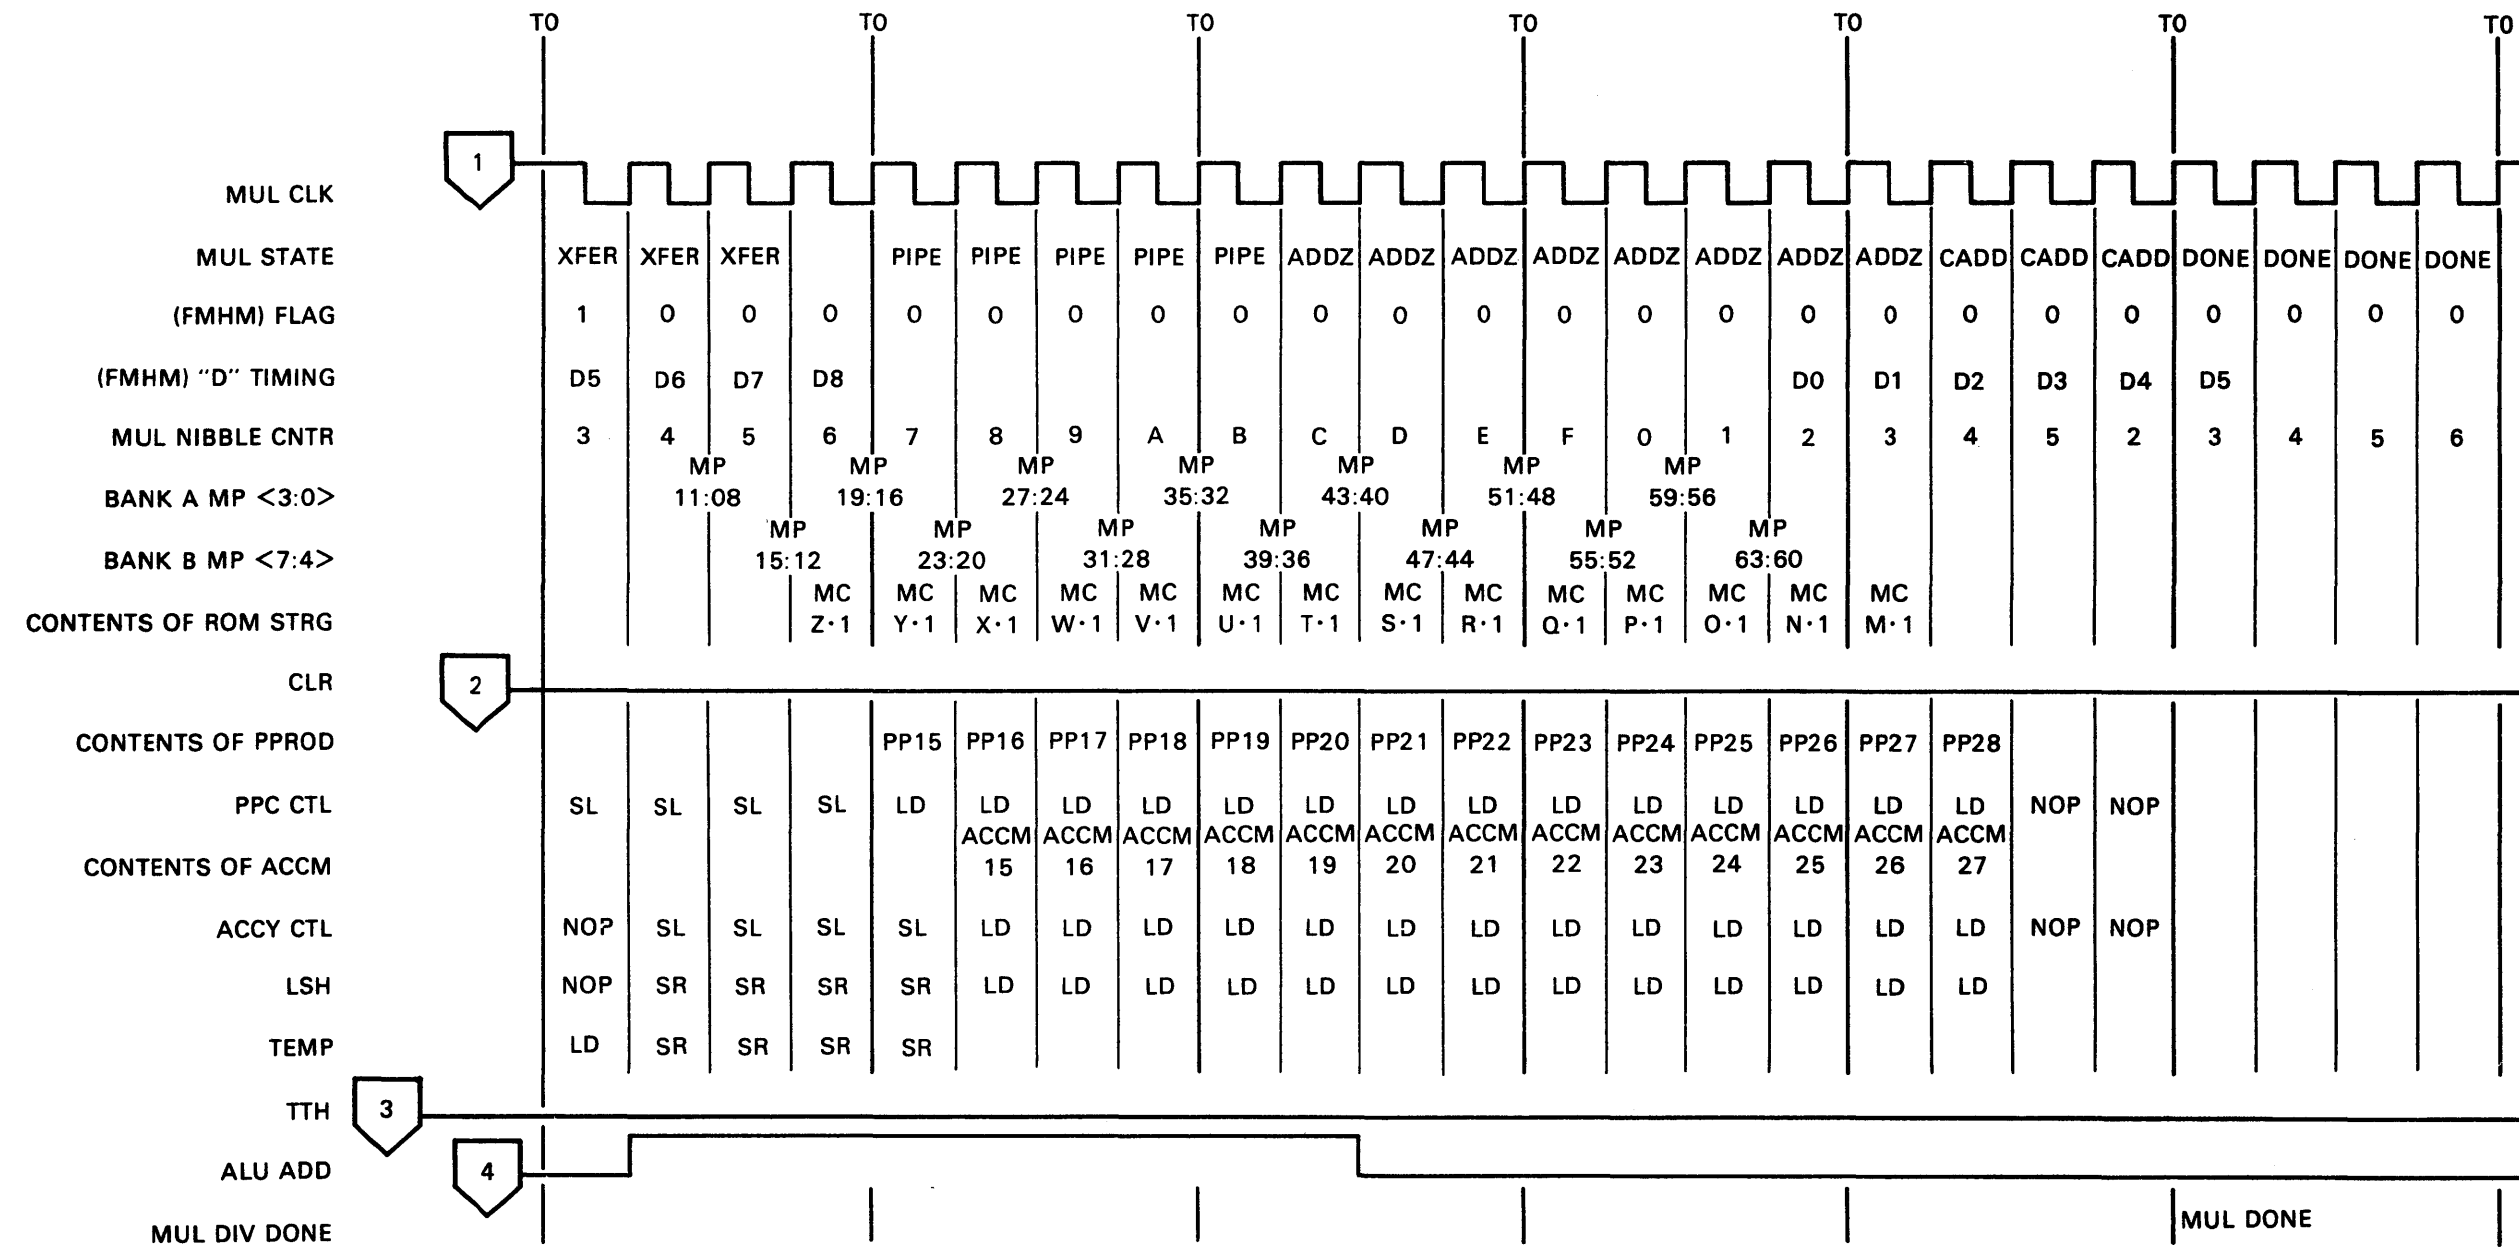 TO TO TO TO TO TO TO
1
MUL CLK
MUL STATE XFER XFER XFER PIPE PIPE PIPE PIPE PIPE ADDZ ADDZ ADDZ ADDZ ADDZ ADDZ ADDZ ADDZ CADD CADD CADD DONE DONE DONE DONE
(FMHM) FLAG 1 0 0 0 0 0 0 0 0 0 0 0 0 0 0 0 0 0 0 0 0 0 0 0
(FMHM) "D" TIMING D5 D6 D7 D8 D0 D1 D2 D3 D4 D5
MUL NIBBLE CNTR 3 4 5 6 7 8 9 A B C D E F 0 1 2 3 4 5 2 3 4 5 6
MP MP MP MP MP MP MP
BANK A MP <3:0> 11:08 19:16 27:24 35:32 43:40 51:48 59:56
MP MP MP MP MP MP MP
BANK B MP <7:4> 15:12 23:20 31:28 39:36 47:44 55:52 63:60
MC MC MC MC MC MC MC MC MC MC MC MC MC MC
CONTENTS OF ROM STRG Z·1 Y·1 X·1 W·1 V·1 U·1 T·1 S·1 R·1 Q·1 P·1 O·1 N·1 M·1
CLR 2
CONTENTS OF PPROD PP15 PP16 PP17 PP18 PP19 PP20 PP21 PP22 PP23 PP24 PP25 PP26 PP27 PP28
PPC CTL SL SL SL SL LD LD LD LD LD LD LD LD LD LD LD LD LD LD NOP NOP
ACCM ACCM ACCM ACCM ACCM ACCM ACCM ACCM ACCM ACCM ACCM ACCM ACCM
CONTENTS OF ACCM 15 16 17 18 19 20 21 22 23 24 25 26 27
ACCY CTL NOP SL SL SL SL LD LD LD LD LD LD LD LD LD LD LD LD LD NOP NOP
LSH NOP SR SR SR SR LD LD LD LD LD LD LD LD LD LD LD LD LD
TEMP LD SR SR SR SR
TTH 3
ALU ADD 4
MUL DIV DONE MUL DONE